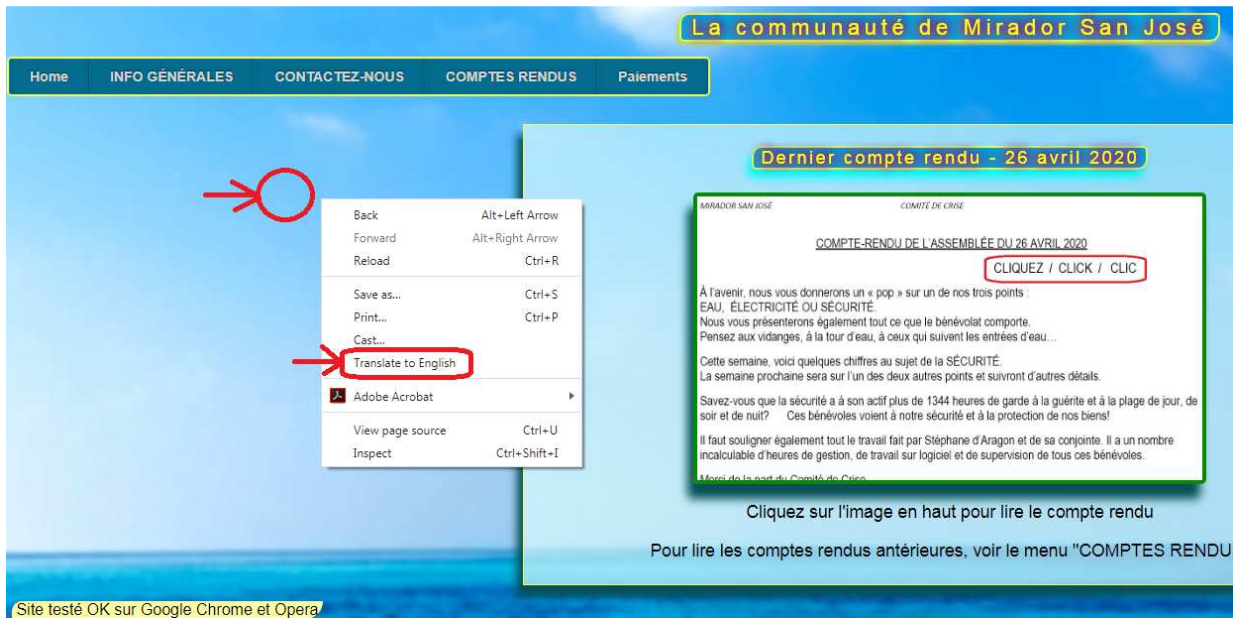 La communauté de Mirador San José
Home INFO GÉNÉRALES CONTACTEZ-NOUS COMPTES RENDUS Paiements
Dernier compte rendu - 26 avril 2020
MIRADOR SAN JOSÉ COMITÉ DE CRISE
COMPTE-RENDU DE L'ASSEMBLÉE DU 26 AVRIL 2020
CLIQUEZ / CLICK / CLIC
À l'avenir, nous vous donnerons un « pop » sur un de nos trois points :
EAU, ÉLECTRICITÉ OU SÉCURITÉ.
Nous vous présenterons également tout ce que le bénévolat comporte.
Pensez aux vidanges, à la tour d'eau, à ceux qui suivent les entrées d'eau…
Cette semaine, voici quelques chiffres au sujet de la SÉCURITÉ.
La semaine prochaine sera sur l'un des deux autres points et suivront d'autres détails.
Savez-vous que la sécurité a à son actif plus de 1344 heures de garde à la guérite et à la plage de jour, de
soir et de nuit? Ces bénévoles voient à notre sécurité et à la protection de nos biens!
Il faut souligner également tout le travail fait par Stéphane d'Aragon et de sa conjointe. Il a un nombre
incalculable d'heures de gestion, de travail sur logiciel et de supervision de tous ces bénévoles.
Merci de la part du Comité de Crise
Cliquez sur l'image en haut pour lire le compte rendu
Pour lire les comptes rendus antérieures, voir le menu "COMPTES RENDU
Back Alt+Left Arrow
Forward Alt+Right Arrow
Reload Ctrl+R
Save as... Ctrl+S
Print... Ctrl+P
Cast...
Translate to English
Adobe Acrobat
View page source Ctrl+U
Inspect Ctrl+Shift+I
Site testé OK sur Google Chrome et Opera